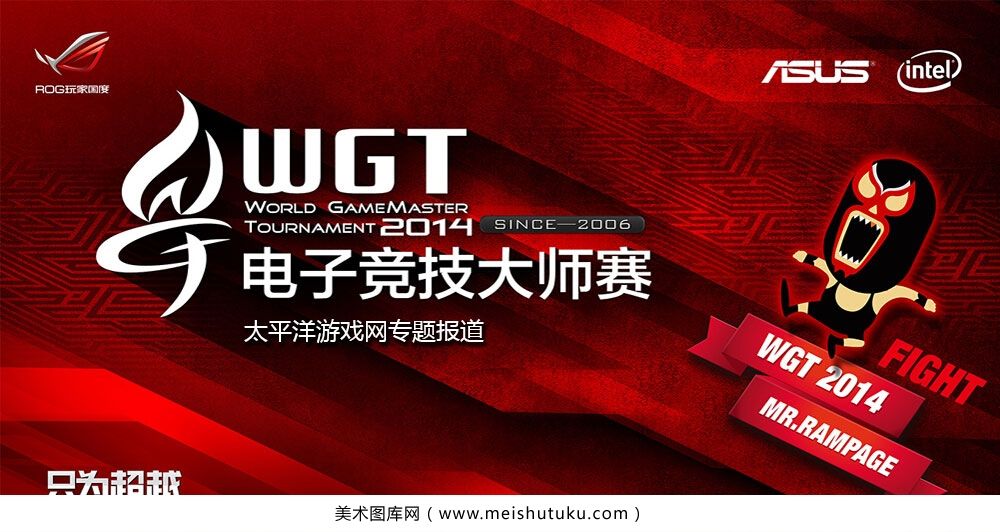 ROG玩家国度
ASUS
intel
WGT
WORLD GAMEMASTER
TOURNAMENT 2014 SINCE—2006
电子竞技大师赛
太平洋游戏网专题报道
FIGHT
WGT 2014
MR.RAMPAGE
只为超越
美术图库网（www.meishutuku.com）